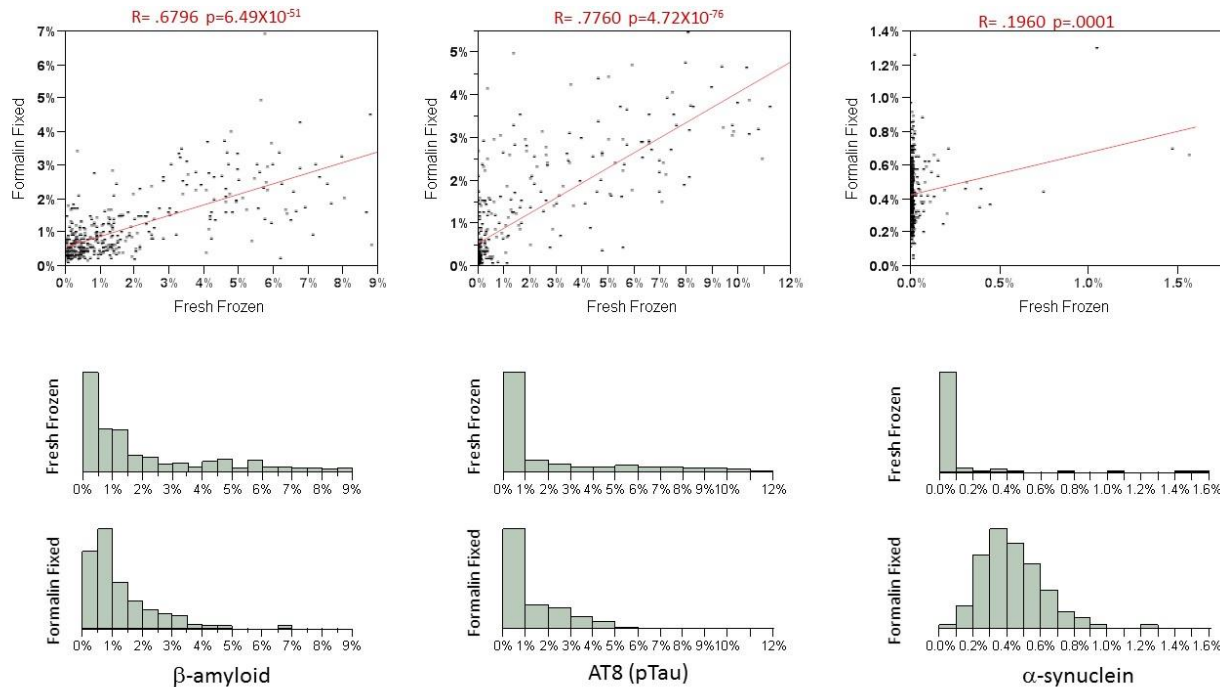 R= .6796 p=6.49X10-51
7%
6%
5%
4%
3%
2%
1%
0%
Formalin Fixed
0% 1% 2% 3% 4% 5% 6% 7% 8% 9%
Fresh Frozen
R= .7760 p=4.72X10-76
5%
4%
3%
2%
1%
0%
Formalin Fixed
0% 1% 2% 3% 4% 5% 6% 7% 8% 9% 10% 12%
Fresh Frozen
R= .1960 p=.0001
1.4%
1.2%
1.0%
0.8%
0.6%
0.4%
0.2%
0.0%
Formalin Fixed
0.0% 0.5% 1.0% 1.5%
Fresh Frozen
Fresh Frozen
0% 1% 2% 3% 4% 5% 6% 7% 8% 9%
Fresh Frozen
0% 1% 2% 3% 4% 5% 6% 7% 8% 9% 10% 12%
Fresh Frozen
0.0% 0.2% 0.4% 0.6% 0.8% 1.0% 1.2% 1.4% 1.6%
Formalin Fixed
0% 1% 2% 3% 4% 5% 6% 7% 8% 9%
Formalin Fixed
0% 1% 2% 3% 4% 5% 6% 7% 8% 9% 10% 12%
Formalin Fixed
0.0% 0.2% 0.4% 0.6% 0.8% 1.0% 1.2% 1.4% 1.6%
β-amyloid
AT8 (pTau)
α-synuclein